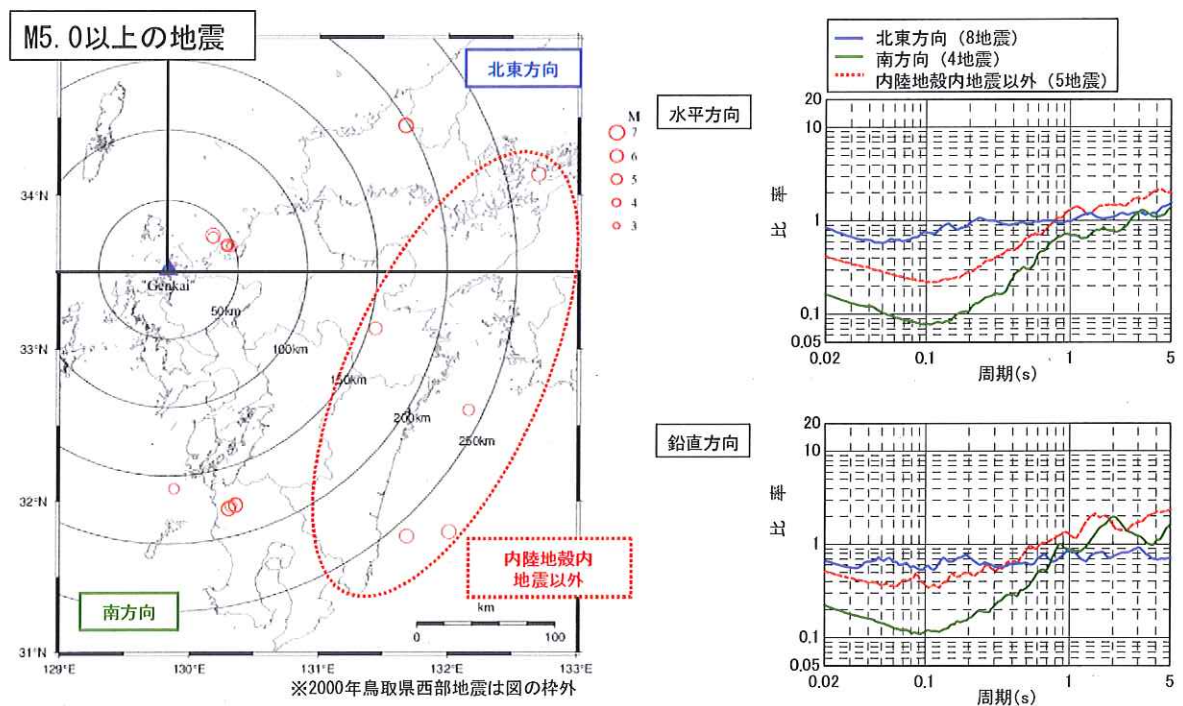 M5.0以上の地震
北東方向
M
7
6
5
4
3
34°N
33°N
32°N
31°N
"Genkai"
50km
100km
150km
200km
250km
内陸地殻内
地震以外
南方向
km
0
100
129°E
130°E
131°E
132°E
133°E
※2000年鳥取県西部地震は図の枠外
北東方向 (8地震)
南方向 (4地震)
内陸地殻内地震以外 (5地震)
水平方向
20
10
1
0.1
0.05
比率
0.02
0.1
1
5
周期(s)
鉛直方向
20
10
1
0.1
0.05
比率
0.02
0.1
1
5
周期(s)